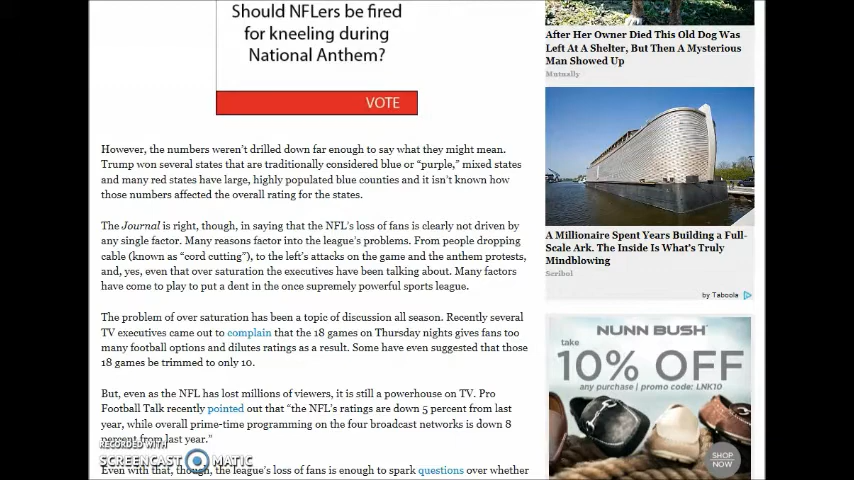 Should NFLers be fired
for kneeling during
National Anthem?
VOTE
However, the numbers weren't drilled down far enough to say what they might mean.
Trump won several states that are traditionally considered blue or "purple," mixed states
and many red states have large, highly populated blue counties and it isn't known how
those numbers affected the overall rating for the states.
The Journal is right, though, in saying that the NFL's loss of fans is clearly not driven by
any single factor. Many reasons factor into the league's problems. From people dropping
cable (known as "cord cutting"), to the left's attacks on the game and the anthem protests,
and, yes, even that over saturation the executives have been talking about. Many factors
have come to play to put a dent in the once supremely powerful sports league.
The problem of over saturation has been a topic of discussion all season. Recently several
TV executives came out to complain that the 18 games on Thursday nights gives fans too
many football options and dilutes ratings as a result. Some have even suggested that those
18 games be trimmed to only 10.
But, even as the NFL has lost millions of viewers, it is still a powerhouse on TV. Pro
Football Talk recently pointed out that "the NFL's ratings are down 5 percent from last
year, while overall prime-time programming on the four broadcast networks is down 8
percent from last year."
Even with that, though, the league's loss of fans is enough to spark questions over whether
RECORDED WITH
SCREENCAST MATIC
After Her Owner Died This Old Dog Was
Left At A Shelter, But Then A Mysterious
Man Showed Up
Mutually
A Millionaire Spent Years Building a Full-
Scale Ark. The Inside Is What's Truly
Mindblowing
Scribol
by Taboola
NUNN BUSH
take
10% OFF
any purchase | promo code: LNK10
SHOP
NOW